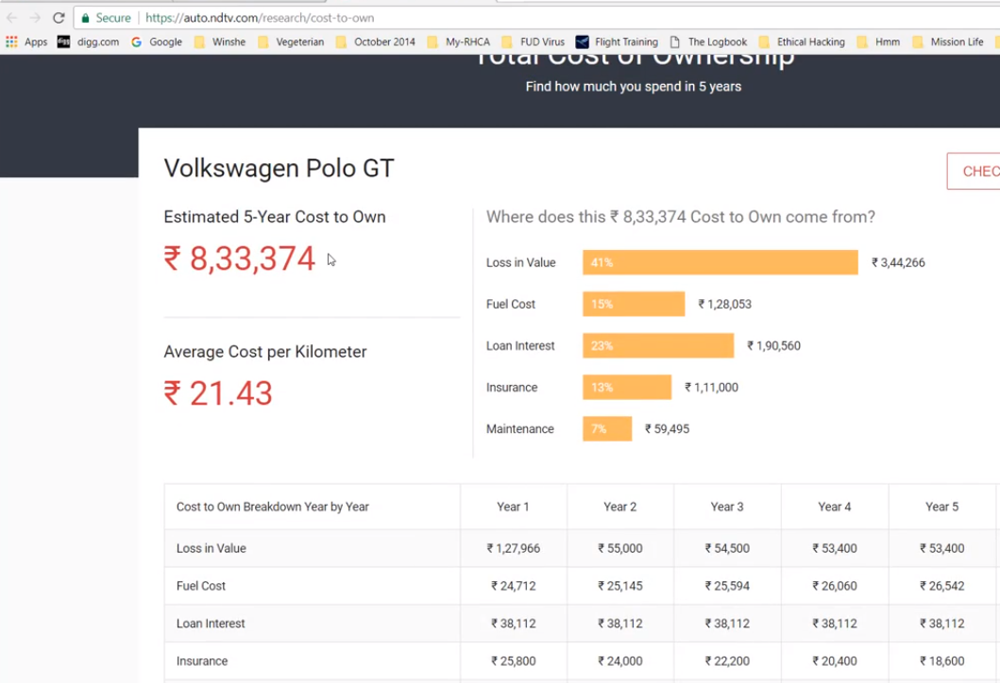 Secure https://auto.ndtv.com/research/cost-to-own
Apps digg digg.com G Google Winshe Vegeterian October 2014 My-RHCA FUD Virus Flight Training The Logbook Ethical Hacking Hmm Mission Life
Total Cost of Ownership
Find how much you spend in 5 years
Volkswagen Polo GT
CHEC
Estimated 5-Year Cost to Own
₹ 8,33,374
Average Cost per Kilometer
₹ 21.43
Where does this ₹ 8,33,374 Cost to Own come from?
Loss in Value 41% ₹ 3,44,266
Fuel Cost 15% ₹ 1,28,053
Loan Interest 23% ₹ 1,90,560
Insurance 13% ₹ 1,11,000
Maintenance 7% ₹ 59,495
Cost to Own Breakdown Year by Year Year 1 Year 2 Year 3 Year 4 Year 5
Loss in Value ₹ 1,27,966 ₹ 55,000 ₹ 54,500 ₹ 53,400 ₹ 53,400
Fuel Cost ₹ 24,712 ₹ 25,145 ₹ 25,594 ₹ 26,060 ₹ 26,542
Loan Interest ₹ 38,112 ₹ 38,112 ₹ 38,112 ₹ 38,112 ₹ 38,112
Insurance ₹ 25,800 ₹ 24,000 ₹ 22,200 ₹ 20,400 ₹ 18,600